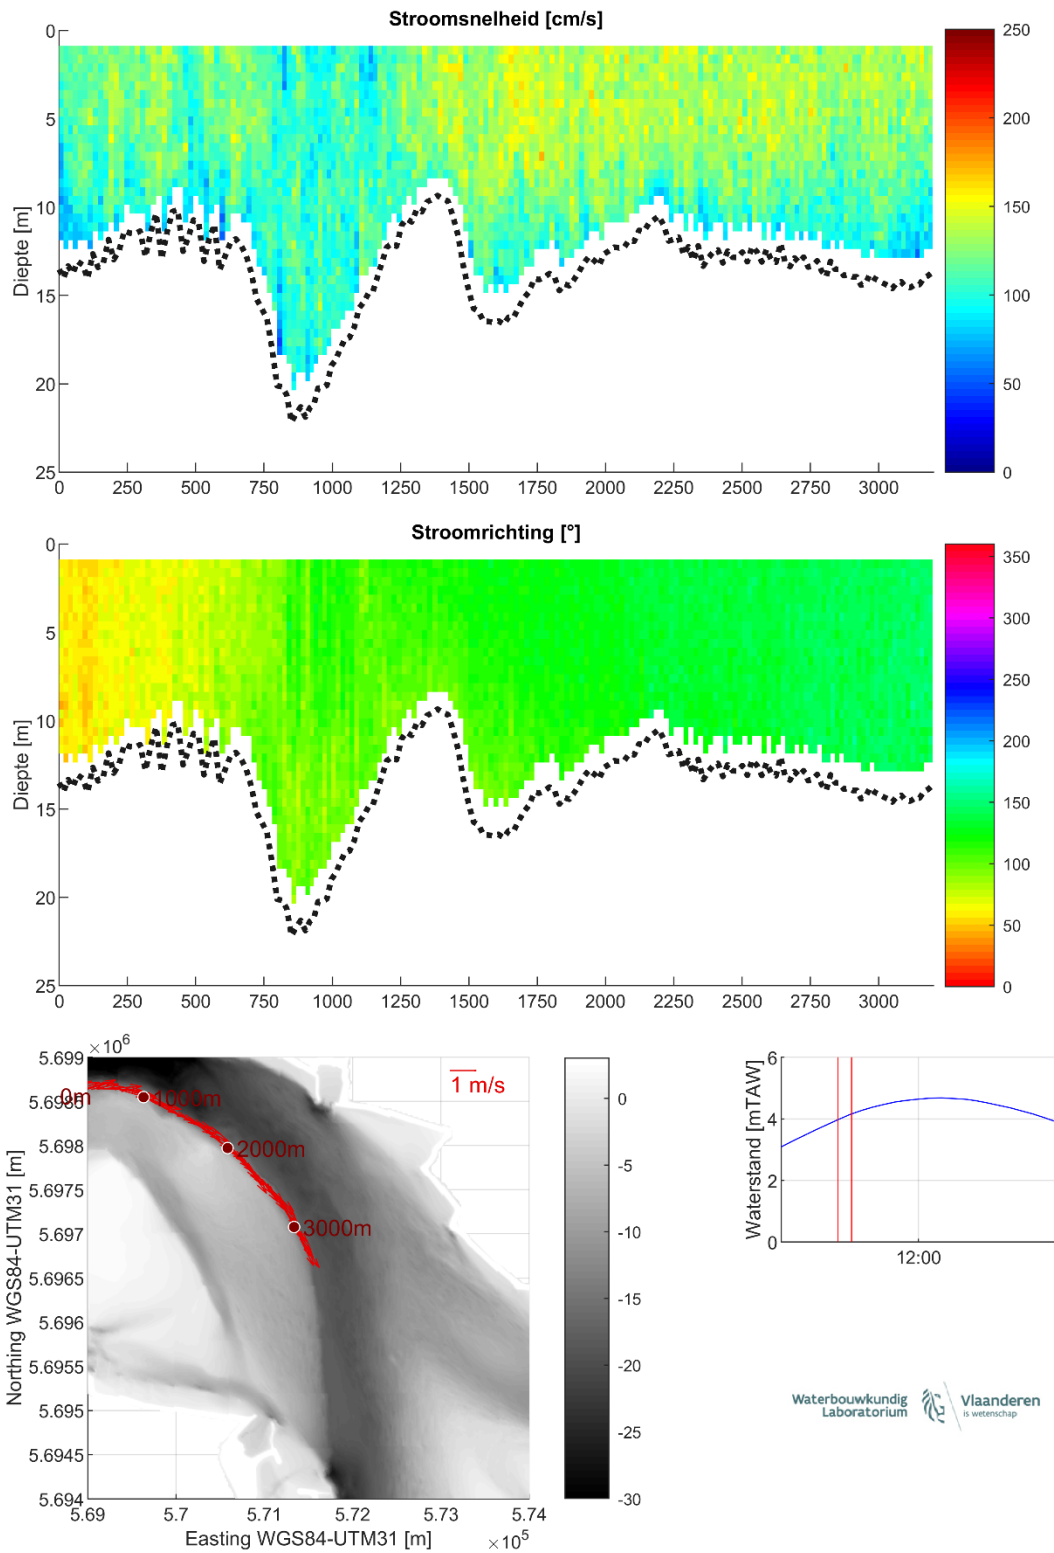 Stroomsnelheid [cm/s]
0
5
10
15
20
25
Diepte [m]
0 250 500 750 1000 1250 1500 1750 2000 2250 2500 2750 3000
250
200
150
100
50
0
Stroomrichting [°]
0
5
10
15
20
25
Diepte [m]
0 250 500 750 1000 1250 1500 1750 2000 2250 2500 2750 3000
350
300
250
200
150
100
50
0
×10⁶
5.699
5.6985
5.698
5.6975
5.697
5.6965
5.696
5.6955
5.695
5.6945
5.694
Northing WGS84-UTM31 [m]
1 m/s
0m
1000m
2000m
3000m
5.69 5.7 5.71 5.72 5.73 5.74
Easting WGS84-UTM31 [m]
×10⁵
0
-5
-10
-15
-20
-25
-30
6
4
2
0
Waterstand [mTAW]
12:00
Waterbouwkundig
Laboratorium
Vlaanderen
is wetenschap